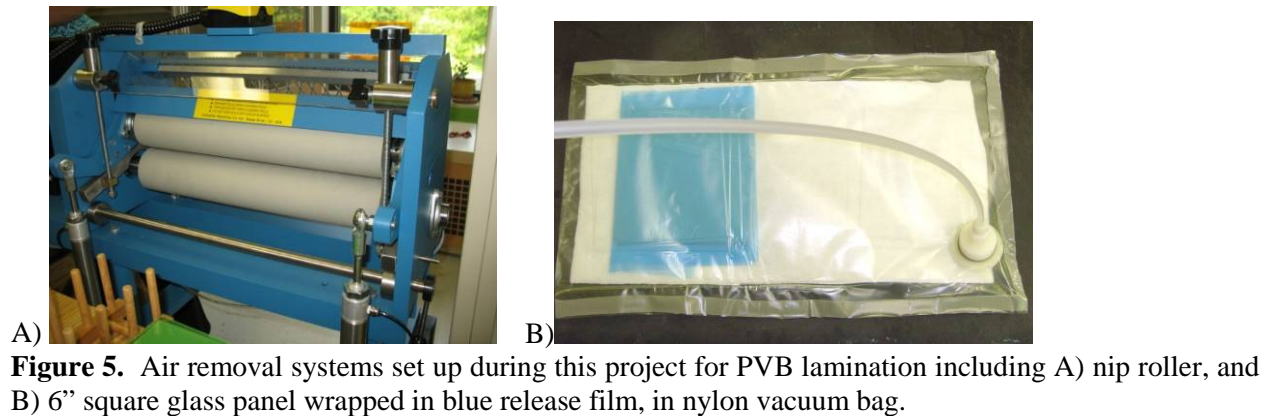 A)
B)
Figure 5. Air removal systems set up during this project for PVB lamination including A) nip roller, and
B) 6” square glass panel wrapped in blue release film, in nylon vacuum bag.